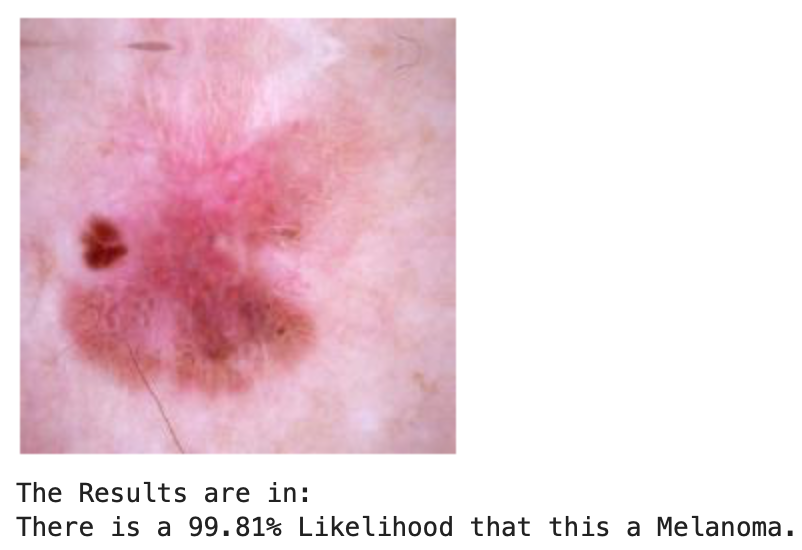 The Results are in:
There is a 99.81% Likelihood that this a Melanoma.